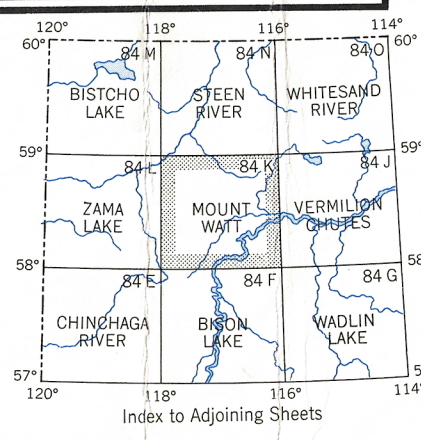 120° 118° 116° 114°
60° 84 M 84 N 84 O 60°
BISTCHO STEEN WHITESAND
LAKE RIVER RIVER
59° 84 L 84 K 84 J 59°
ZAMA MOUNT VERMILION
LAKE WATT CHUTES
58° 84 E 84 F 84 G 58
CHINCHAGA BISON WADLIN
RIVER LAKE LAKE
57° 5
120° 118° 116° 114
Index to Adjoining Sheets